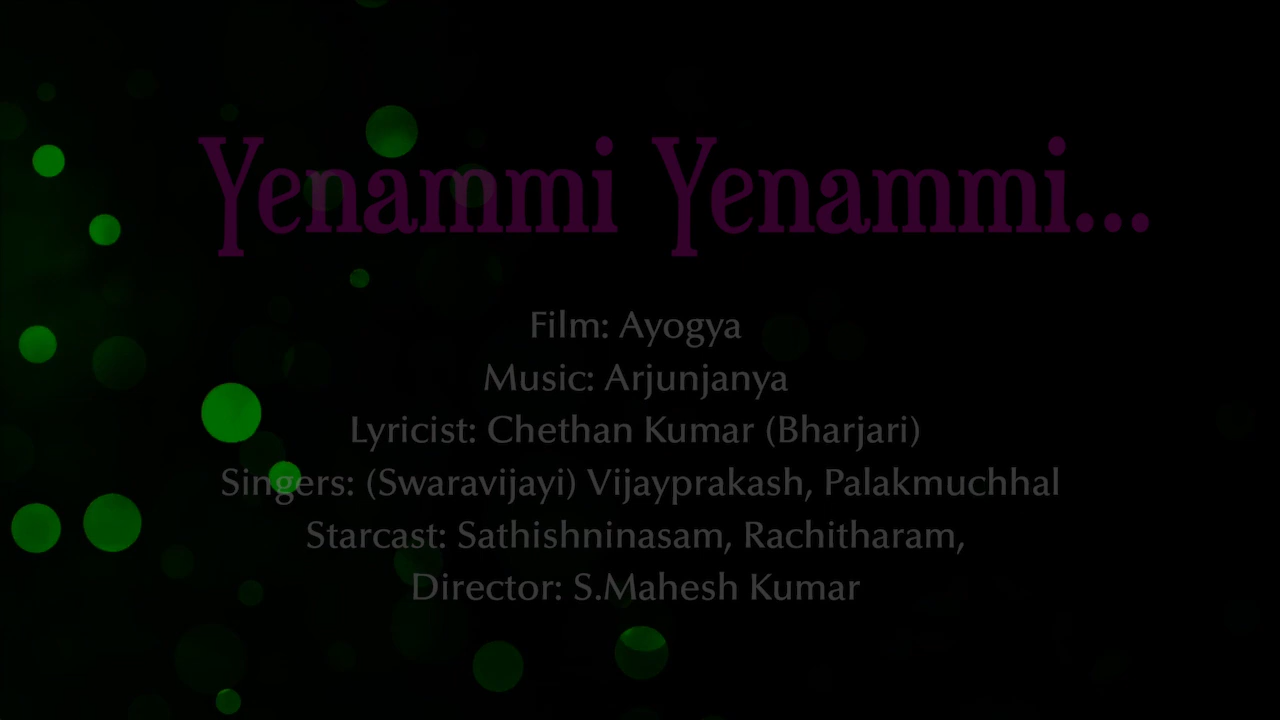 Yenammi Yenammi...
Film: Ayogya
Music: Arjunjanya
Lyricist: Chethan Kumar (Bharjari)
Singers: (Swaravijayi) Vijayprakash, Palakmuchhal
Starcast: Sathishninasam, Rachitharam,
Director: S.Mahesh Kumar